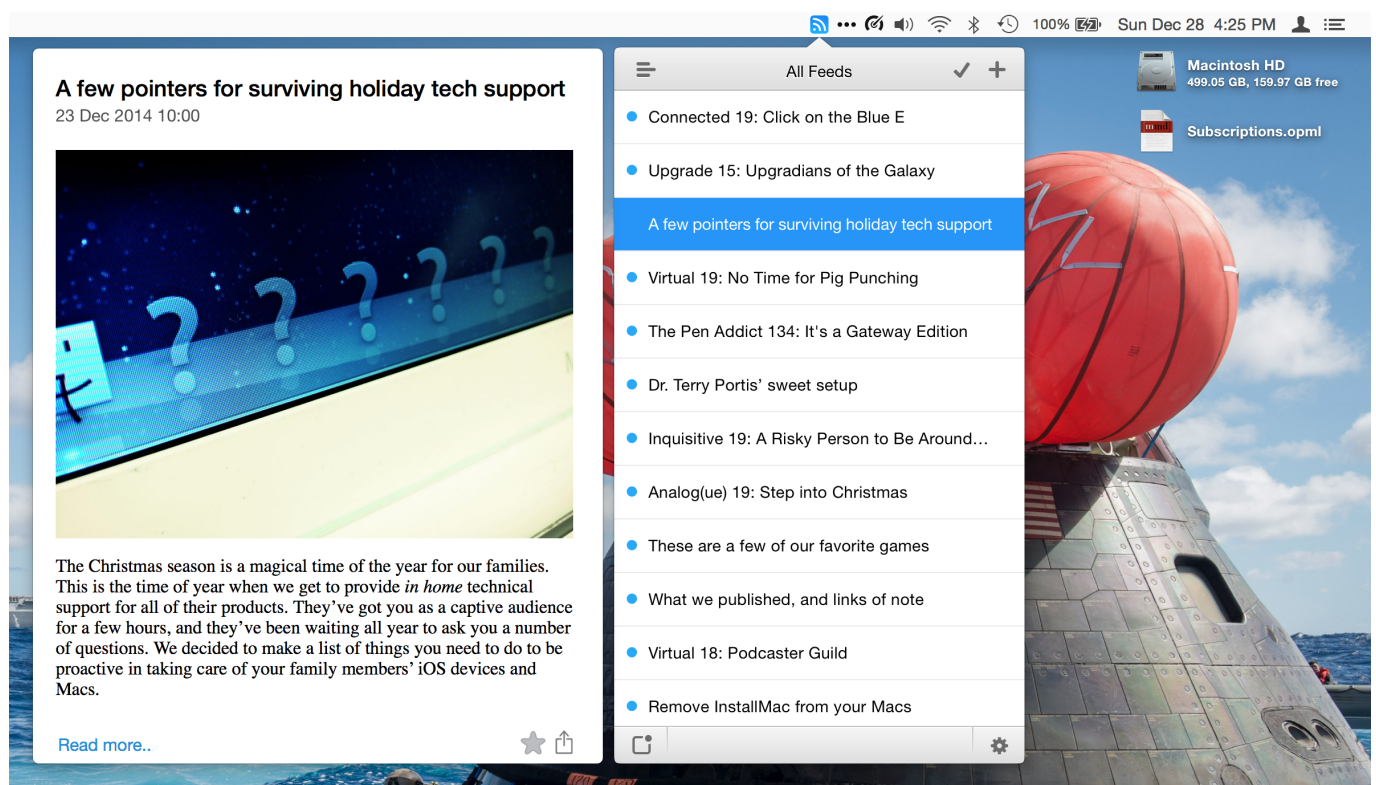 100%
Sun Dec 28 4:25 PM
A few pointers for surviving holiday tech support
23 Dec 2014 10:00
The Christmas season is a magical time of the year for our families.
This is the time of year when we get to provide in home technical
support for all of their products. They’ve got you as a captive audience
for a few hours, and they’ve been waiting all year to ask you a number
of questions. We decided to make a list of things you need to do to be
proactive in taking care of your family members’ iOS devices and
Macs.
Read more..
All Feeds
Connected 19: Click on the Blue E
Upgrade 15: Upgradians of the Galaxy
A few pointers for surviving holiday tech support
Virtual 19: No Time for Pig Punching
The Pen Addict 134: It's a Gateway Edition
Dr. Terry Portis’ sweet setup
Inquisitive 19: A Risky Person to Be Around…
Analog(ue) 19: Step into Christmas
These are a few of our favorite games
What we published, and links of note
Virtual 18: Podcaster Guild
Remove InstallMac from your Macs
Macintosh HD
499.05 GB, 159.97 GB free
Subscriptions.opml
? ? ? ? ? ?